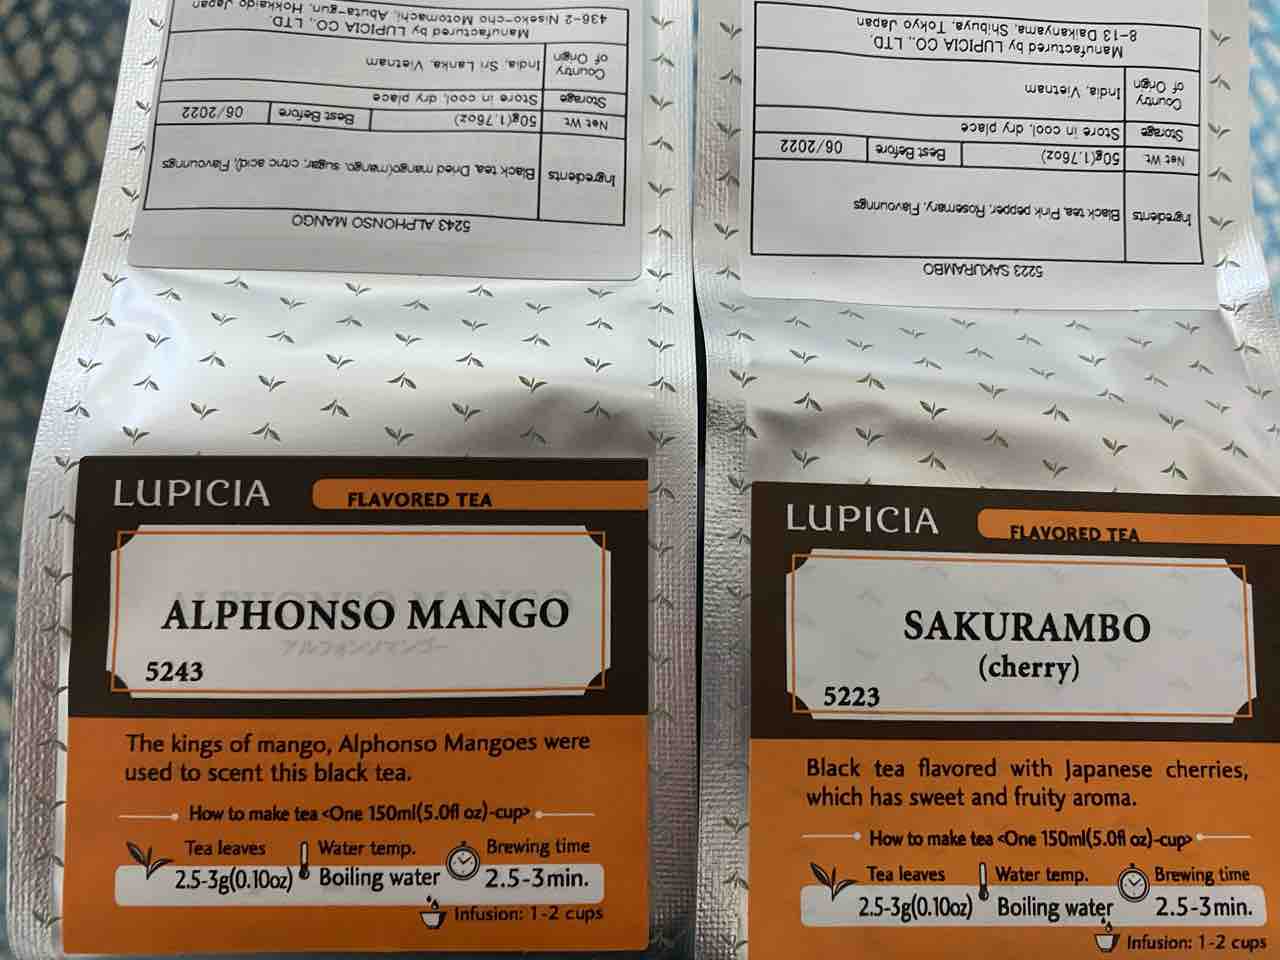 5243 ALPHONSO MANGO
Ingredients Black tea, Dried mango(mango, sugar, citric acid), Flavourings
Net Wt. 50g(1.76oz) Best Before 06/2022
Storage Store in cool, dry place
Country of Origin India, Sri Lanka, Vietnam
Manufactured by LUPICIA CO., LTD.
436-2 Niseko-cho Motomachi, Abuta-gun, Hokkaido Japan
LUPICIA FLAVORED TEA
ALPHONSO MANGO
アルフォンソマンゴー
5243
The kings of mango, Alphonso Mangoes were
used to scent this black tea.
How to make tea <One 150ml(5.0fl oz)-cup>
Tea leaves Water temp. Brewing time
2.5-3g(0.10oz) Boiling water 2.5-3min.
Infusion: 1-2 cups
5223 SAKURAMBO
Ingredients Black tea, Pink pepper, Rosemary, Flavourings
Net Wt. 50g(1.76oz) Best Before 06/2022
Storage Store in cool, dry place
Country of Origin India, Vietnam
Manufactured by LUPICIA CO., LTD.
8-13 Daikanyama, Shibuya, Tokyo Japan
LUPICIA FLAVORED TEA
SAKURAMBO
(cherry)
5223
Black tea flavored with Japanese cherries,
which has sweet and fruity aroma.
How to make tea <One 150ml(5.0fl oz)-cup>
Tea leaves Water temp. Brewing time
2.5-3g(0.10oz) Boiling water 2.5-3min.
Infusion: 1-2 cups